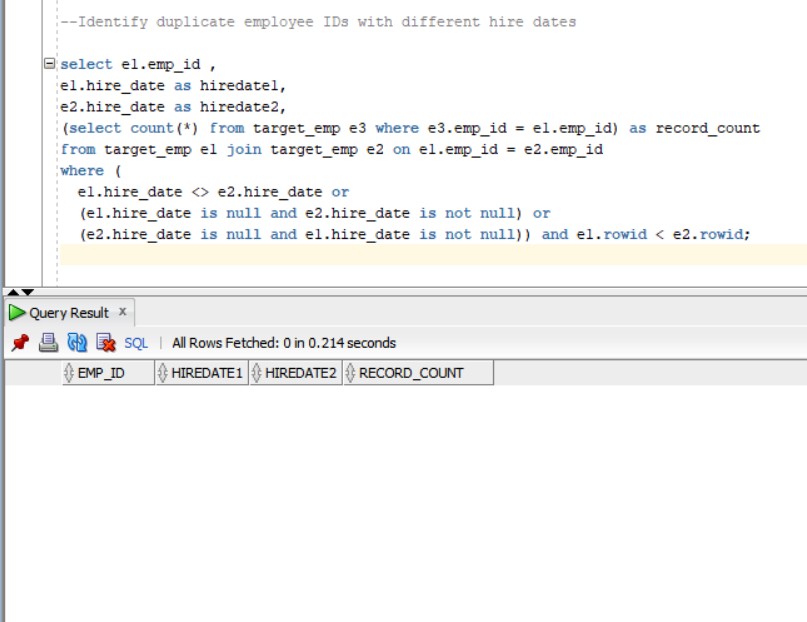 --Identify duplicate employee IDs with different hire dates
select e1.emp_id ,
e1.hire_date as hiredate1,
e2.hire_date as hiredate2,
(select count(*) from target_emp e3 where e3.emp_id = e1.emp_id) as record_count
from target_emp e1 join target_emp e2 on e1.emp_id = e2.emp_id
where (
e1.hire_date <> e2.hire_date or
(e1.hire_date is null and e2.hire_date is not null) or
(e2.hire_date is null and e1.hire_date is not null)) and e1.rowid < e2.rowid;
Query Result x
SQL | All Rows Fetched: 0 in 0.214 seconds
EMP_ID HIREDATE1 HIREDATE2 RECORD_COUNT